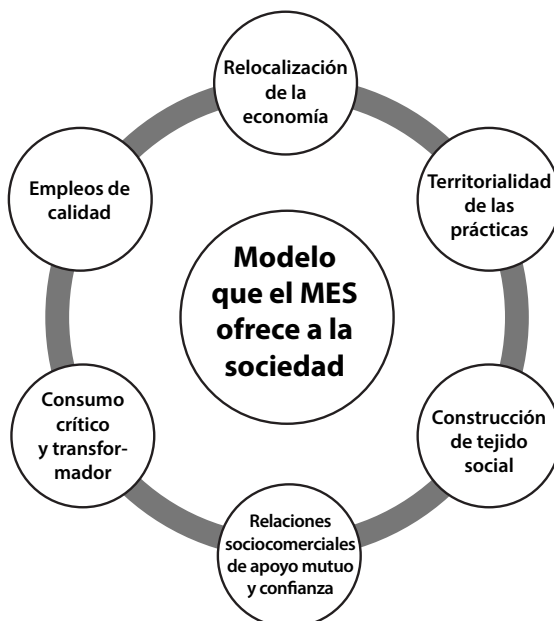 Relocalización
de la
economía
Territorialidad
de las
prácticas
Construcción
de tejido
social
Relaciones
sociocomerciales
de apoyo mutuo
y confianza
Consumo
crítico
y transfor-
mador
Empleos de
calidad
Modelo
que el MES
ofrece a la
sociedad